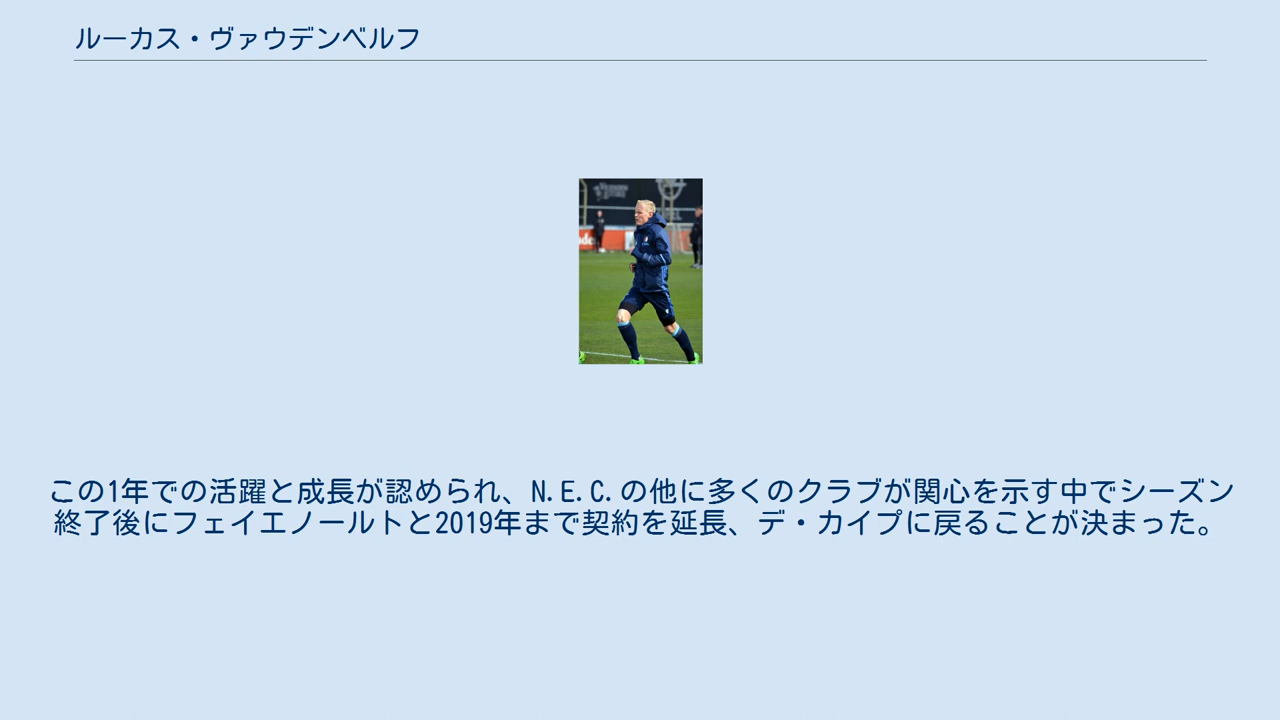 ルーカス・ヴァウデンベルフ
この1年での活躍と成長が認められ、N.E.C.の他に多くのクラブが関心を示す中でシーズン
終了後にフェイエノールトと2019年まで契約を延長、デ・カイプに戻ることが決まった。